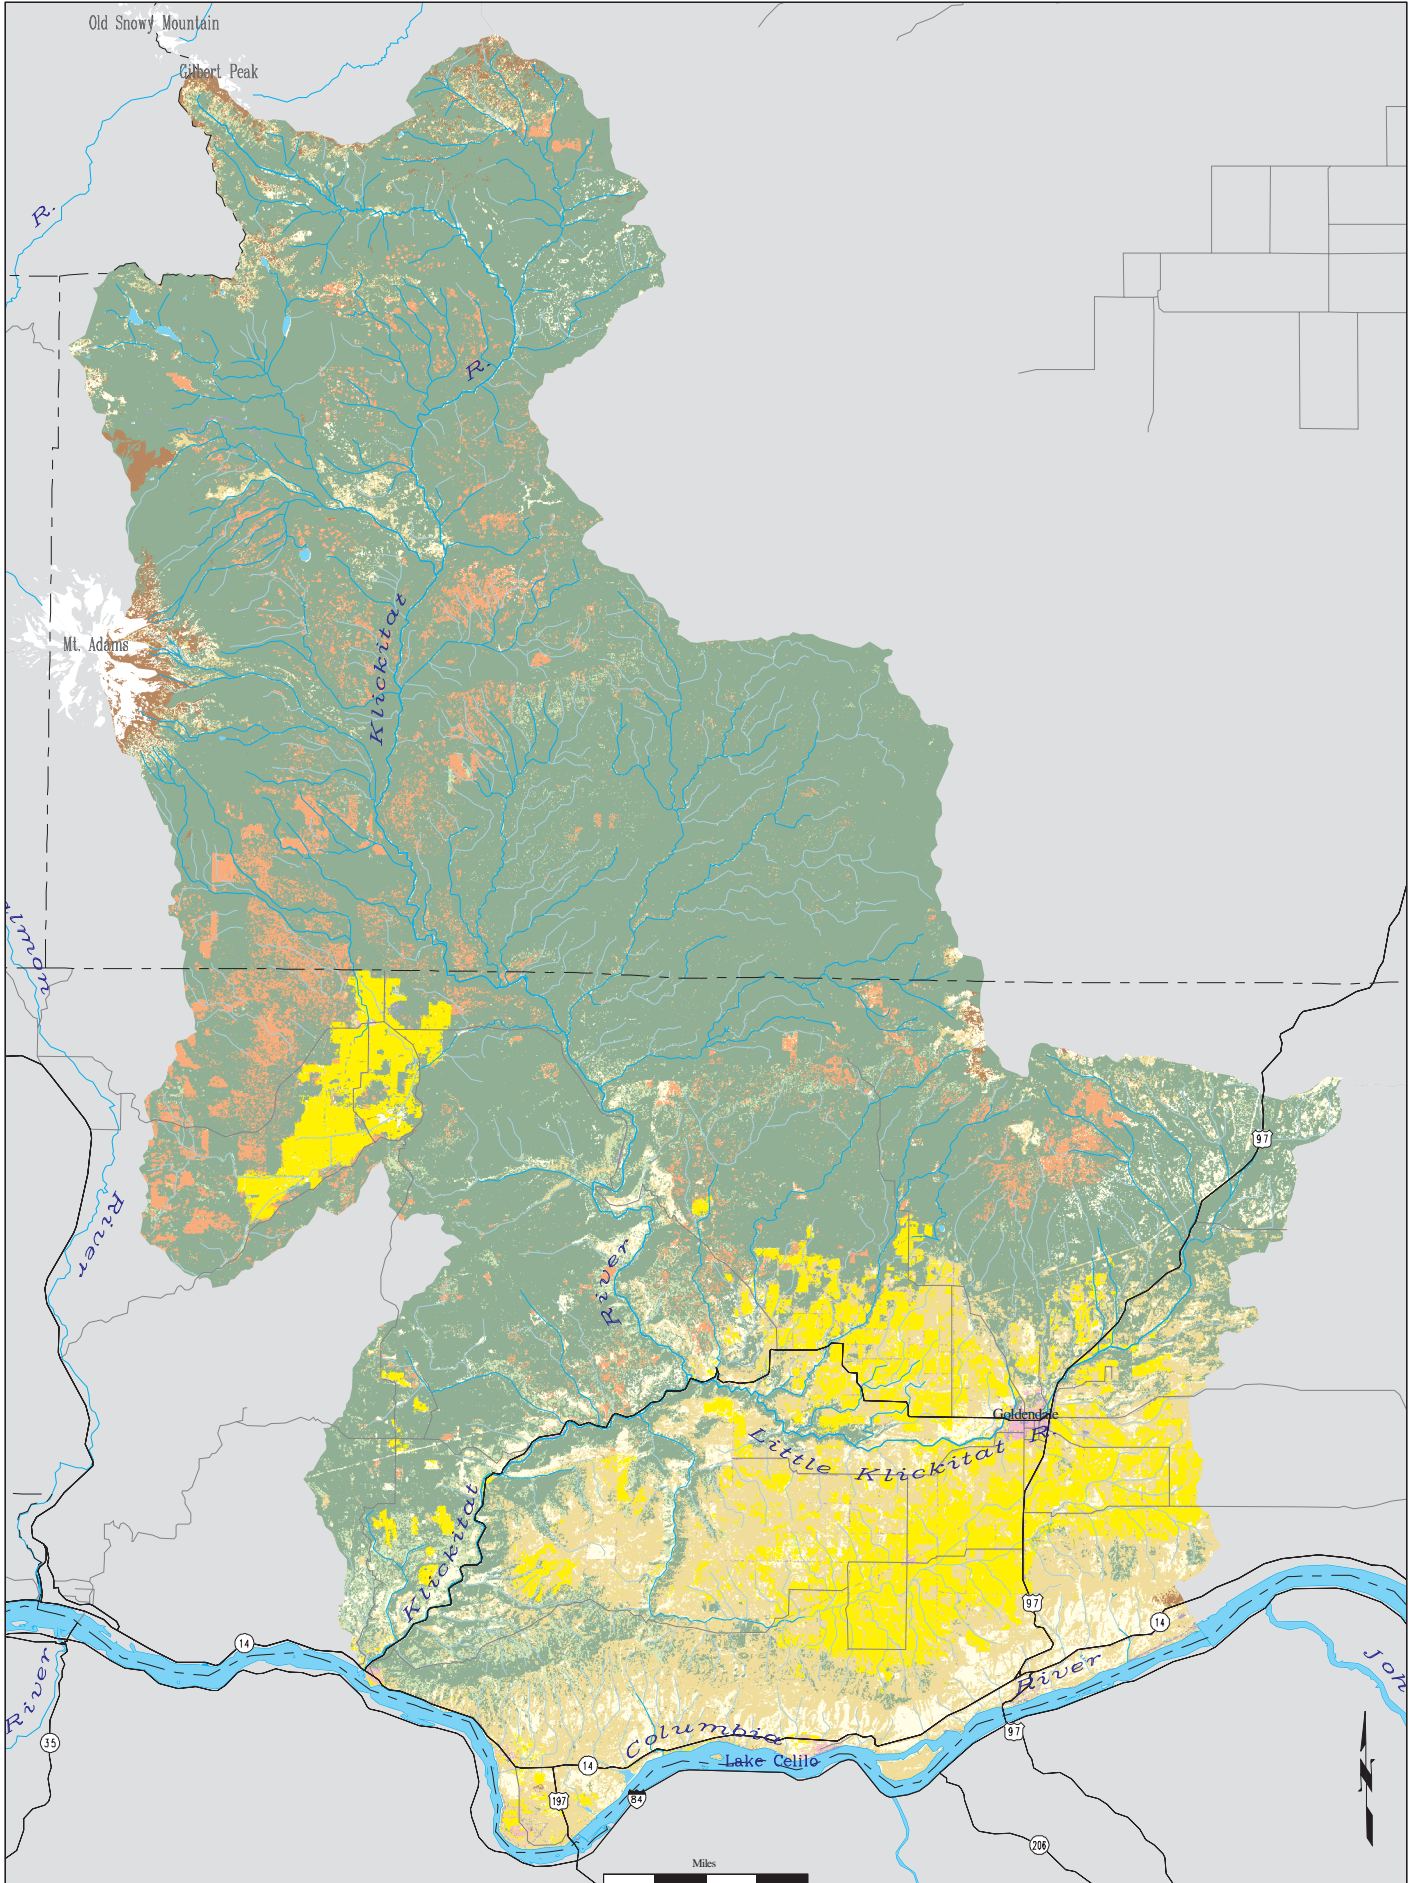 Old Snowy Mountain
Gilbert Peak
R.
R.
Klickitat
Mt. Adams
River
97
River
Goldendale
Little Klickitat R.
Klickitat
97
14
14
River
River
Joh
35
Columbia
97
Lake Celilo
14
197
84
206
N
Miles